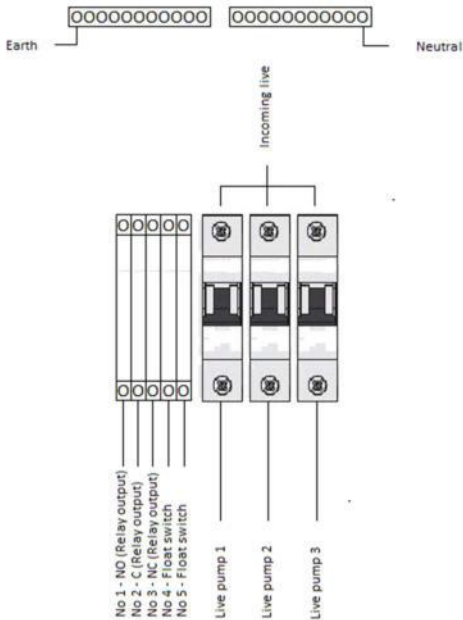 Earth
Neutral
Incoming live
No 1 - NO (Relay output)
No 2 - C (Relay output)
No 3 - NC (Relay output)
No 4 - Float switch
No 5 - Float switch
Live pump 1
Live pump 2
Live pump 3